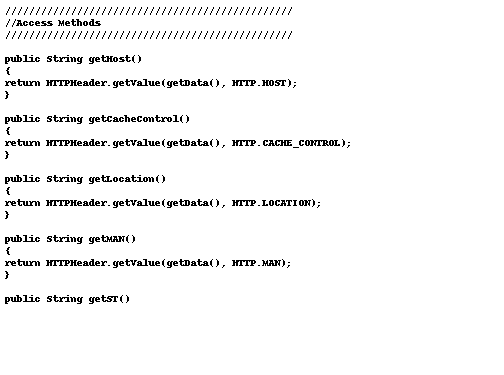 ////////////////////////////////////////////////
//Access Methods
////////////////////////////////////////////////
public String getHost()
{
return HTTPHeader.getValue(getData(), HTTP.HOST);
}
public String getCacheControl()
{
return HTTPHeader.getValue(getData(), HTTP.CACHE_CONTROL);
}
public String getLocation()
{
return HTTPHeader.getValue(getData(), HTTP.LOCATION);
}
public String getMAN()
{
return HTTPHeader.getValue(getData(), HTTP.MAN);
}
public String getST()